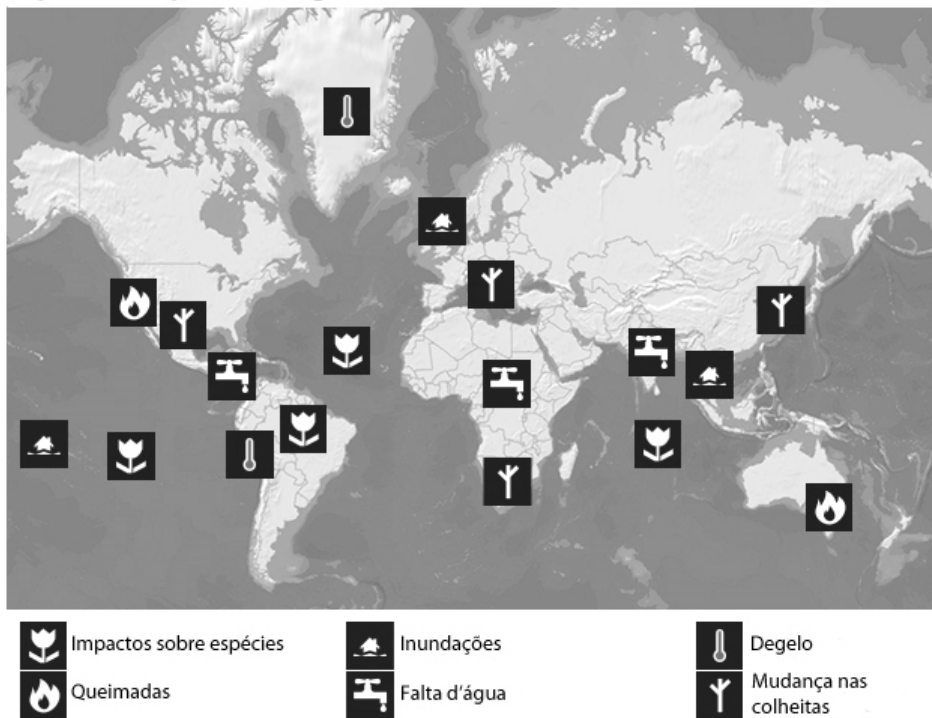 Impactos sobre espécies
Inundações
Degelo
Queimadas
Falta d'água
Mudança nas
colheitas